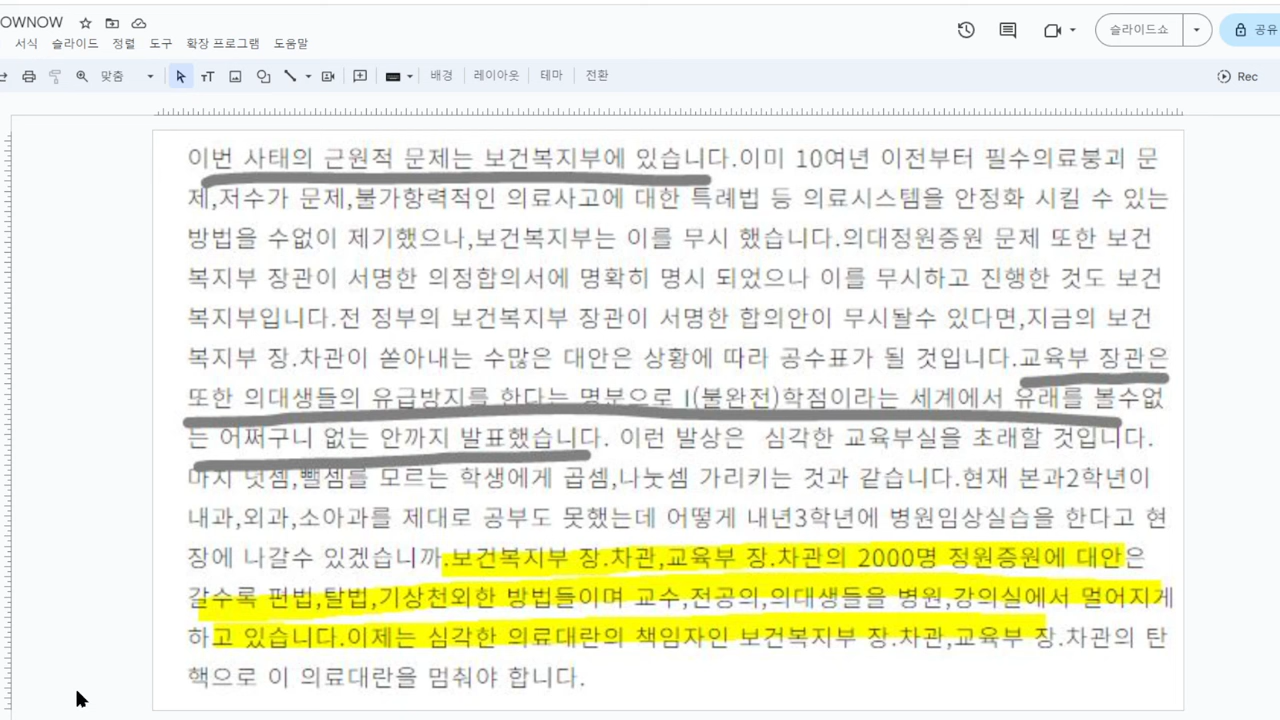 OWNOW
서식 슬라이드 정렬 도구 확장 프로그램 도움말
슬라이드쇼
공유
맞춤
배경 레이아웃 테마 전환
Rec
이번 사태의 근원적 문제는 보건복지부에 있습니다.이미 10여년 이전부터 필수의료붕괴 문
제,저수가 문제,불가항력적인 의료사고에 대한 특례법 등 의료시스템을 안정화 시킬 수 있는
방법을 수없이 제기했으나,보건복지부는 이를 무시 했습니다.의대정원증원 문제 또한 보건
복지부 장관이 서명한 의정합의서에 명확히 명시 되었으나 이를 무시하고 진행한 것도 보건
복지부입니다.전 정부의 보건복지부 장관이 서명한 합의안이 무시돨수 있다면,지금의 보건
복지부 장.차관이 쏟아내는 수많은 대안은 상황에 따라 공수표가 될 것입니다.교육부 장관은
또한 의대생들의 유급방지를 한다는 명분으로 I(불완전)학점이라는 세계에서 유래를 볼수없
는 어쩌구니 없는 안까지 발표했습니다. 이런 발상은 심각한 교육부실을 초래할 것입니다.
마치 덧셈,뺄셈를 모르는 학생에게 곱셈,나눗셈 가리키는 것과 같습니다.현재 본과2학년이
내과,외과,소아과를 제대로 공부도 못했는데 어떻게 내년3학년에 병원임상실습을 한다고 현
장에 나갈수 있겠습니까.보건복지부 장.차관,교육부 장.차관의 2000명 정원증원에 대안은
갈수록 편법,탈법,기상천외한 방법들이며 교수,전공의,의대생들을 병원,강의실에서 멀어지게
하고 있습니다.이제는 심각한 의료대란의 책임자인 보건복지부 장.차관,교육부 장.차관의 탄
핵으로 이 의료대란을 멈춰야 합니다.